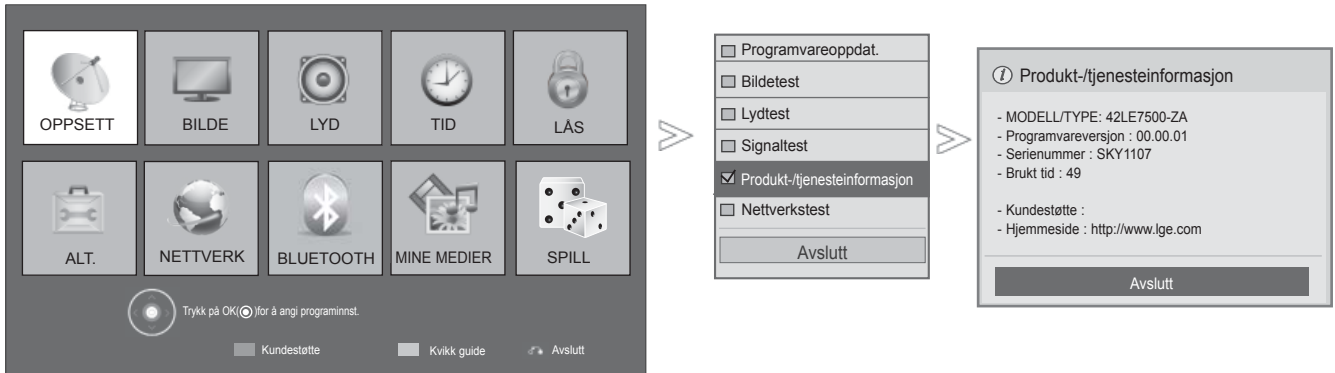 OPPSETT
BILDE
LYD
TID
LÅS
ALT.
NETTVERK
BLUETOOTH
MINE MEDIER
SPILL
Trykk på OK(◉)for å angi programinnst.
Kundestøtte
Kvikk guide
Avslutt
Programvareoppdat.
Bildetest
Lydtest
Signaltest
Produkt-/tjenesteinformasjon
Nettverkstest
Avslutt
Produkt-/tjenesteinformasjon
- MODELL/TYPE: 42LE7500-ZA
- Programvareversjon : 00.00.01
- Serienummer : SKY1107
- Brukt tid : 49
- Kundestøtte :
- Hjemmeside : http://www.lge.com
Avslutt